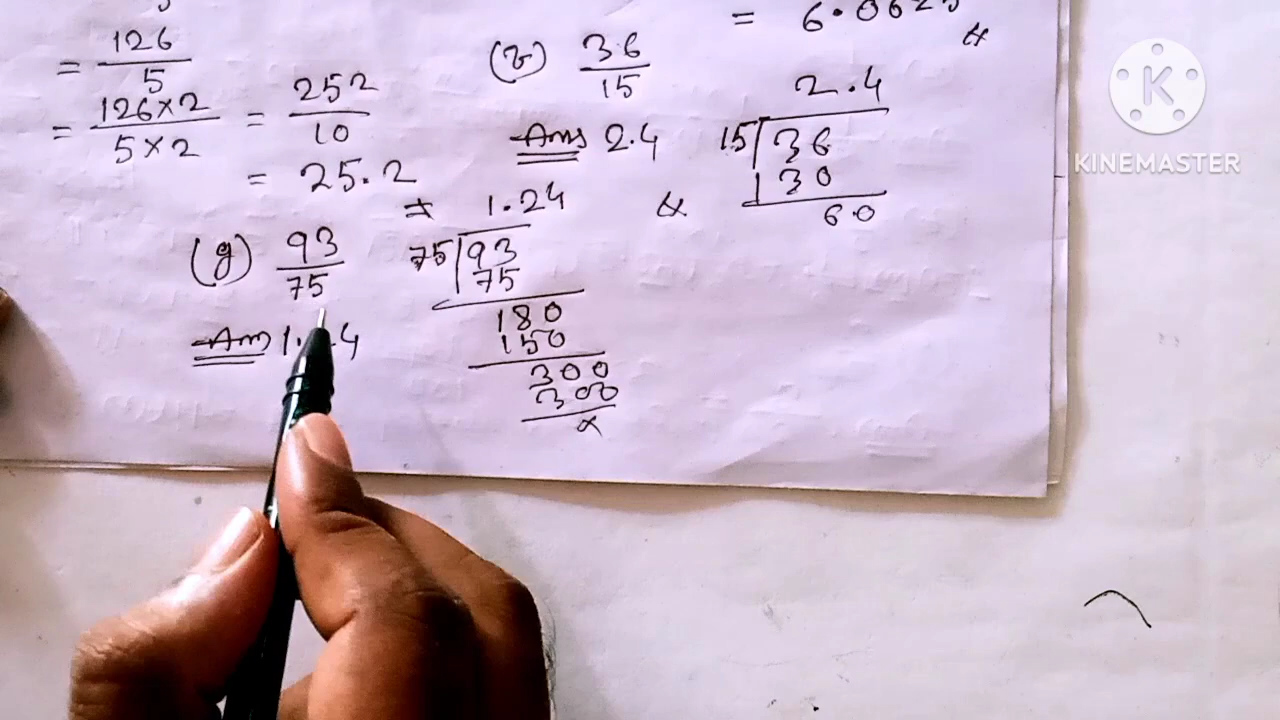 = 126/5
= 126×2/5×2 = 252/10
= 25.2
= 6.0625
(i) 36/15
Ans 2.4
2.4
15 36
30
60
(g) 93/75
Ans 1.24
1.24
75 93
75
180
150
300
300
×
K
KINEMASTER